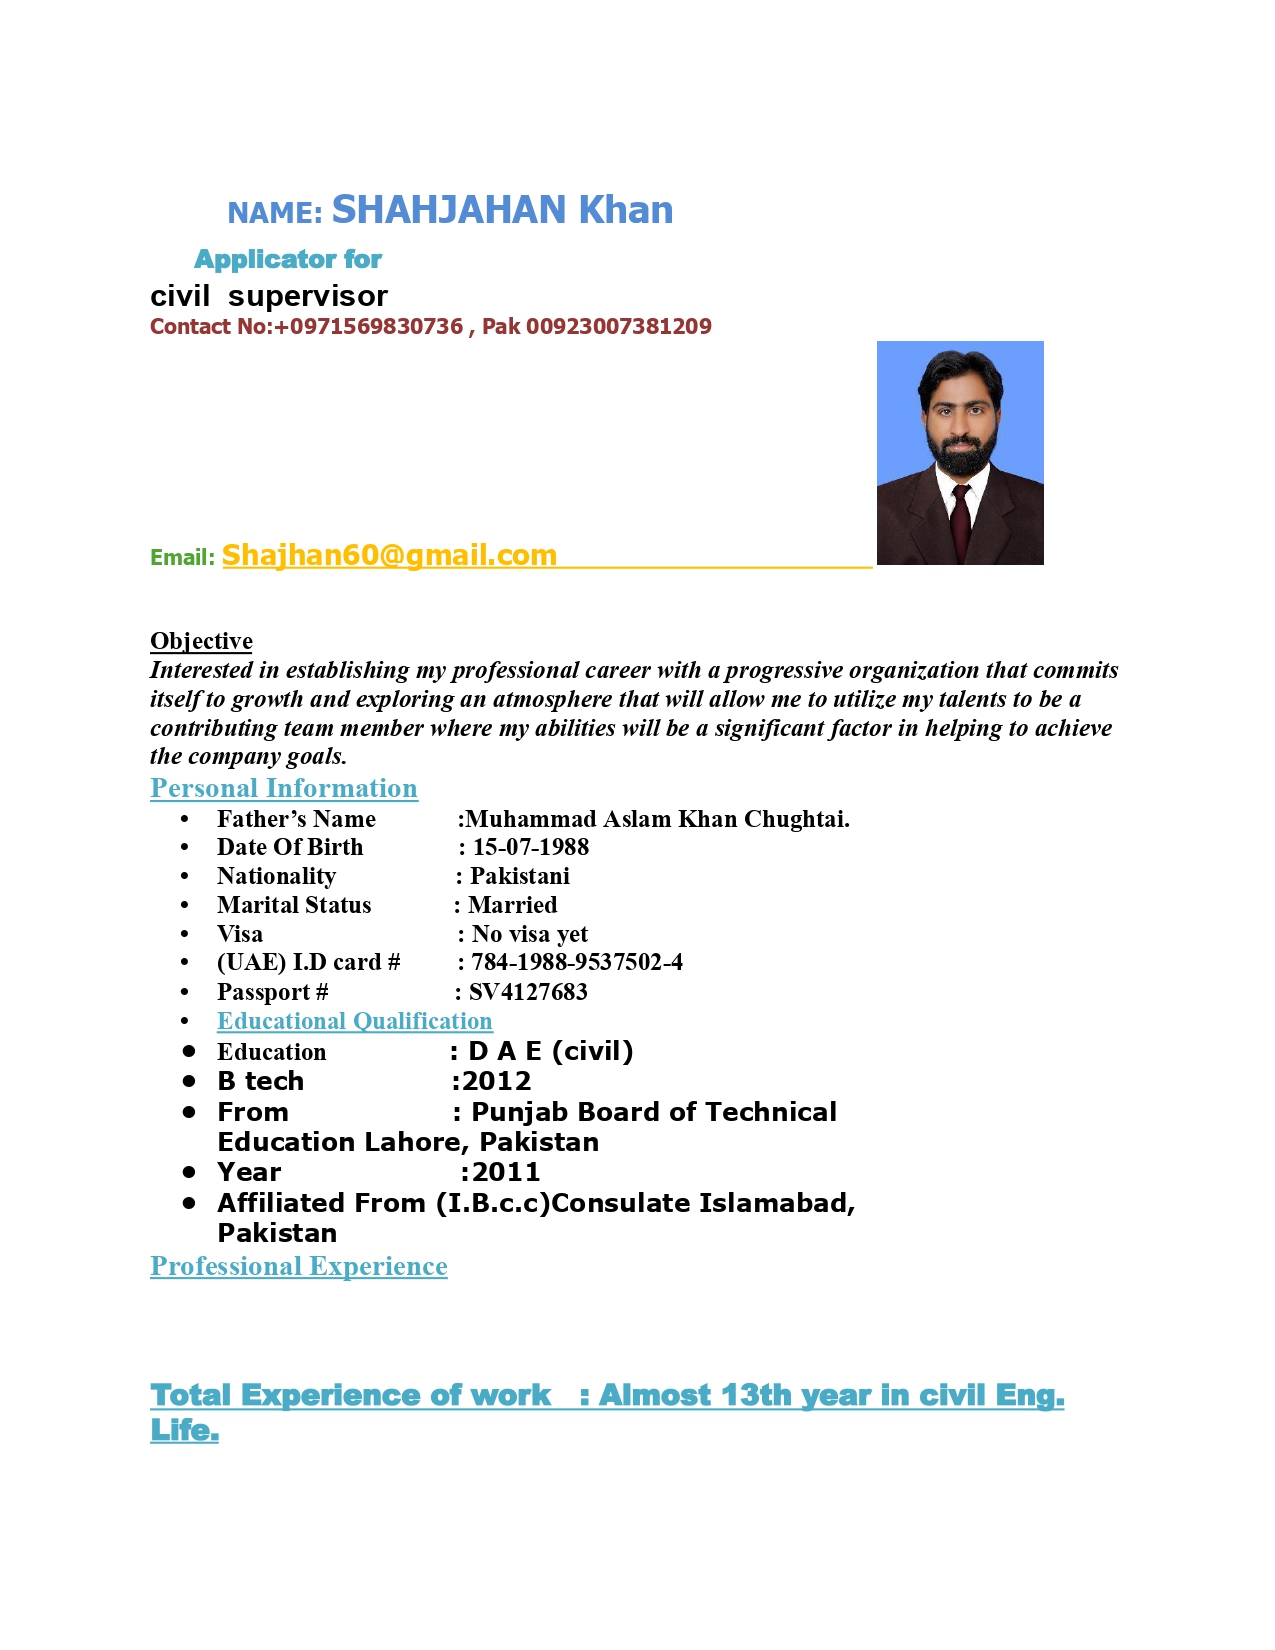 NAME: SHAHJAHAN Khan
Applicator for
civil supervisor
Contact No:+0971569830736 , Pak 00923007381209
Email: Shajhan60@gmail.com
Objective
Interested in establishing my professional career with a progressive organization that commits
itself to growth and exploring an atmosphere that will allow me to utilize my talents to be a
contributing team member where my abilities will be a significant factor in helping to achieve
the company goals.
Personal Information
• Father’s Name :Muhammad Aslam Khan Chughtai.
• Date Of Birth : 15-07-1988
• Nationality : Pakistani
• Marital Status : Married
• Visa : No visa yet
• (UAE) I.D card # : 784-1988-9537502-4
• Passport # : SV4127683
• Educational Qualification
● Education : D A E (civil)
● B tech :2012
● From : Punjab Board of Technical
Education Lahore, Pakistan
● Year :2011
● Affiliated From (I.B.c.c)Consulate Islamabad,
Pakistan
Professional Experience
Total Experience of work : Almost 13th year in civil Eng.
Life.